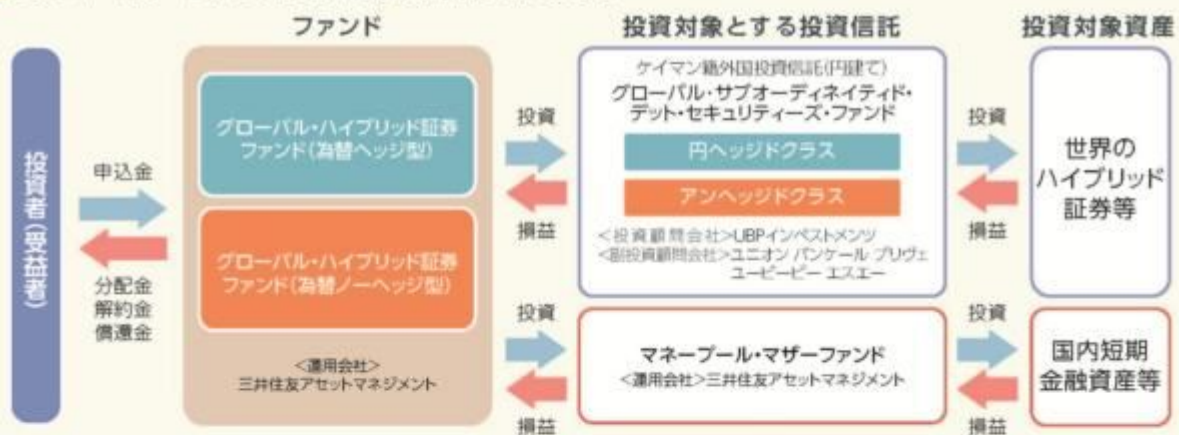 ファンド
投資対象とする投資信託
投資対象資産
投資者(受益者)
申込金
分配金
解約金
償還金
グローバル・ハイブリッド証券
ファンド(為替ヘッジ型)
グローバル・ハイブリッド証券
ファンド(為替ノーヘッジ型)
<運用会社>
三井住友アセットマネジメント
投資
損益
ケイマン籍外国投資信託(円建て)
グローバル・サブオーディネイティド・
デット・セキュリティーズ・ファンド
円ヘッジドクラス
アンヘッジドクラス
<投資顧問会社>UBPインベストメンツ
<副投資顧問会社>ユニオン バンケール プリヴェ
ユービーピー エスエー
投資
損益
世界の
ハイブリッド
証券等
投資
損益
マネープール・マザーファンド
<運用会社>三井住友アセットマネジメント
投資
損益
国内短期
金融資産等